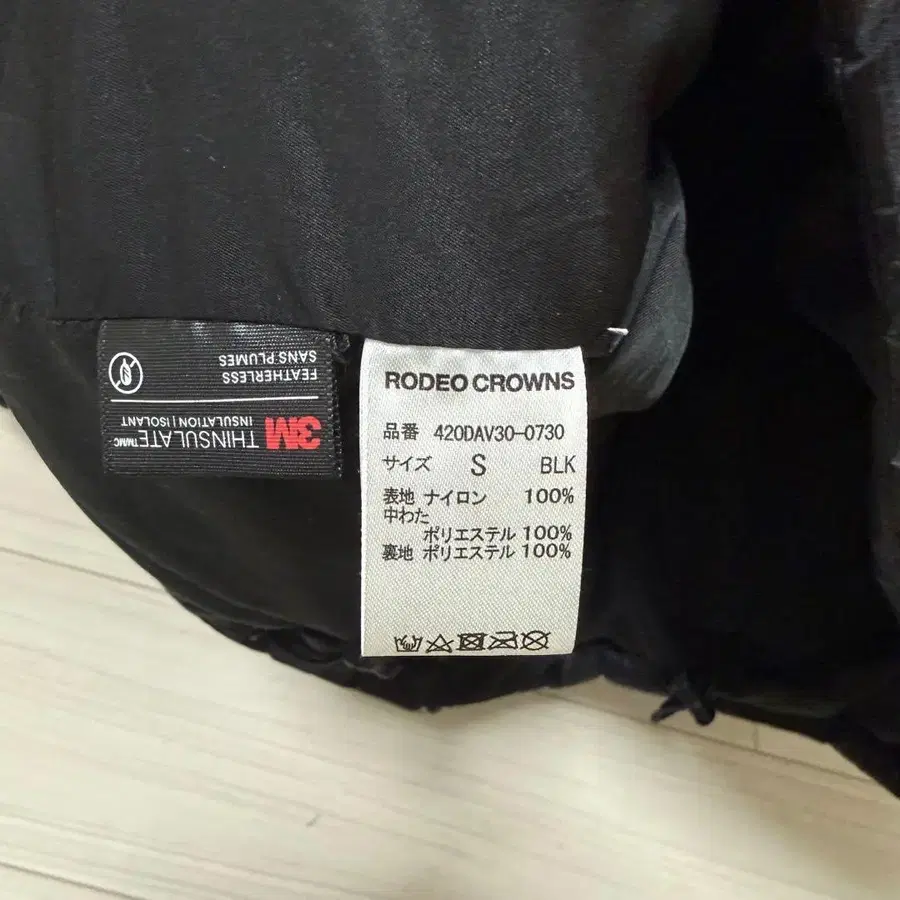 RODEO CROWNS
品番 420DAV30-0730
サイズ S BLK
表地 ナイロン 100%
中わた
ポリエステル 100%
裏地 ポリエステル 100%
3M
THINSULATE TM/MC
INSULATION | ISOLANT
FEATHERLESS
SANS PLUMES